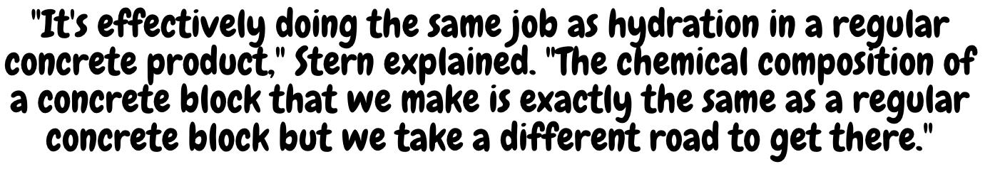 "It's effectively doing the same job as hydration in a regular
concrete product," Stern explained. "The chemical composition of
a concrete block that we make is exactly the same as a regular
concrete block but we take a different road to get there."